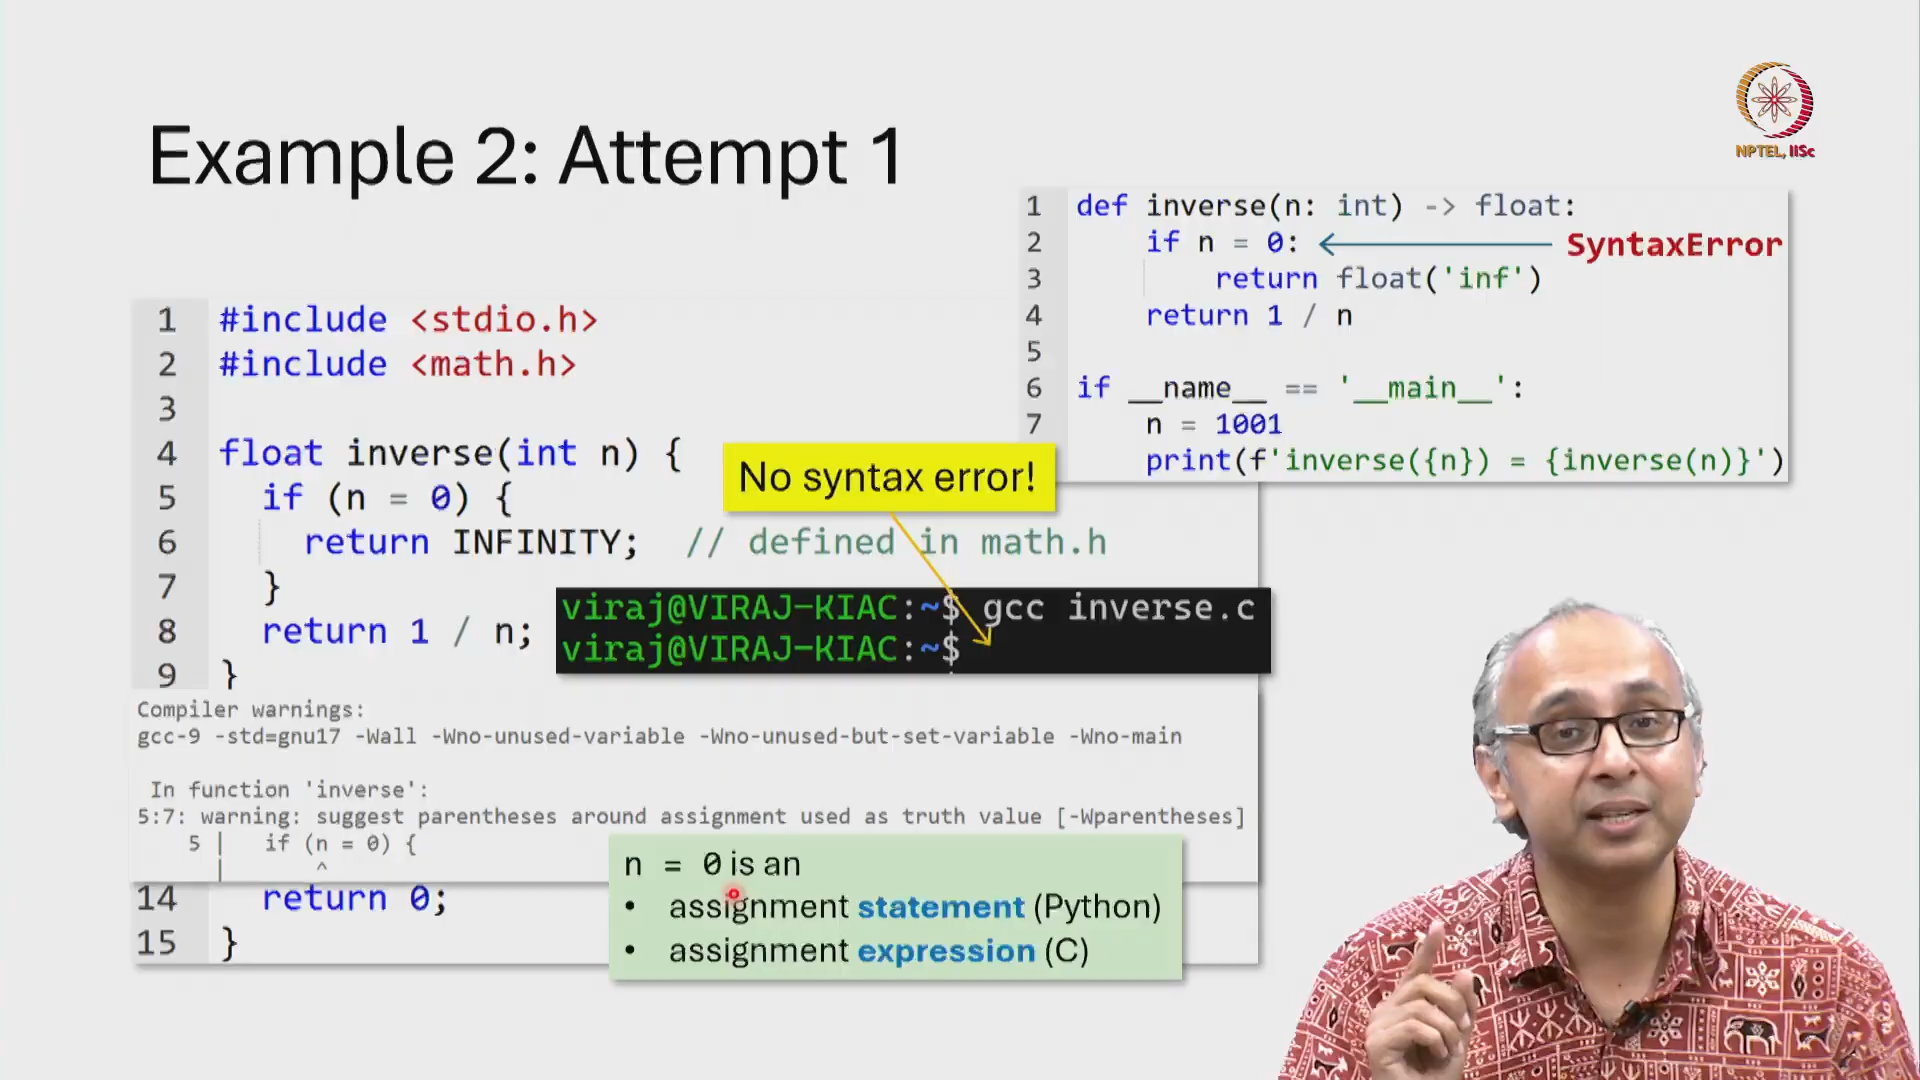 Example 2: Attempt 1
NPTEL, IISc
1 def inverse(n: int) -> float:
2 if n = 0: SyntaxError
3 return float('inf')
4 return 1 / n
5
6 if __name__ == '__main__':
7 n = 1001
print(f'inverse({n}) = {inverse(n)}')
1 #include <stdio.h>
2 #include <math.h>
3
4 float inverse(int n) {
5 if (n = 0) {
6 return INFINITY; // defined in math.h
7 }
8 return 1 / n;
9 }
No syntax error!
viraj@VIRAJ-KIAC:~$ gcc inverse.c
viraj@VIRAJ-KIAC:~$
Compiler warnings:
gcc-9 -std=gnu17 -Wall -Wno-unused-variable -Wno-unused-but-set-variable -Wno-main
In function 'inverse':
5:7: warning: suggest parentheses around assignment used as truth value [-Wparentheses]
5 | if (n = 0) {
| ^
14 return 0;
15 }
n = 0 is an
• assignment statement (Python)
• assignment expression (C)